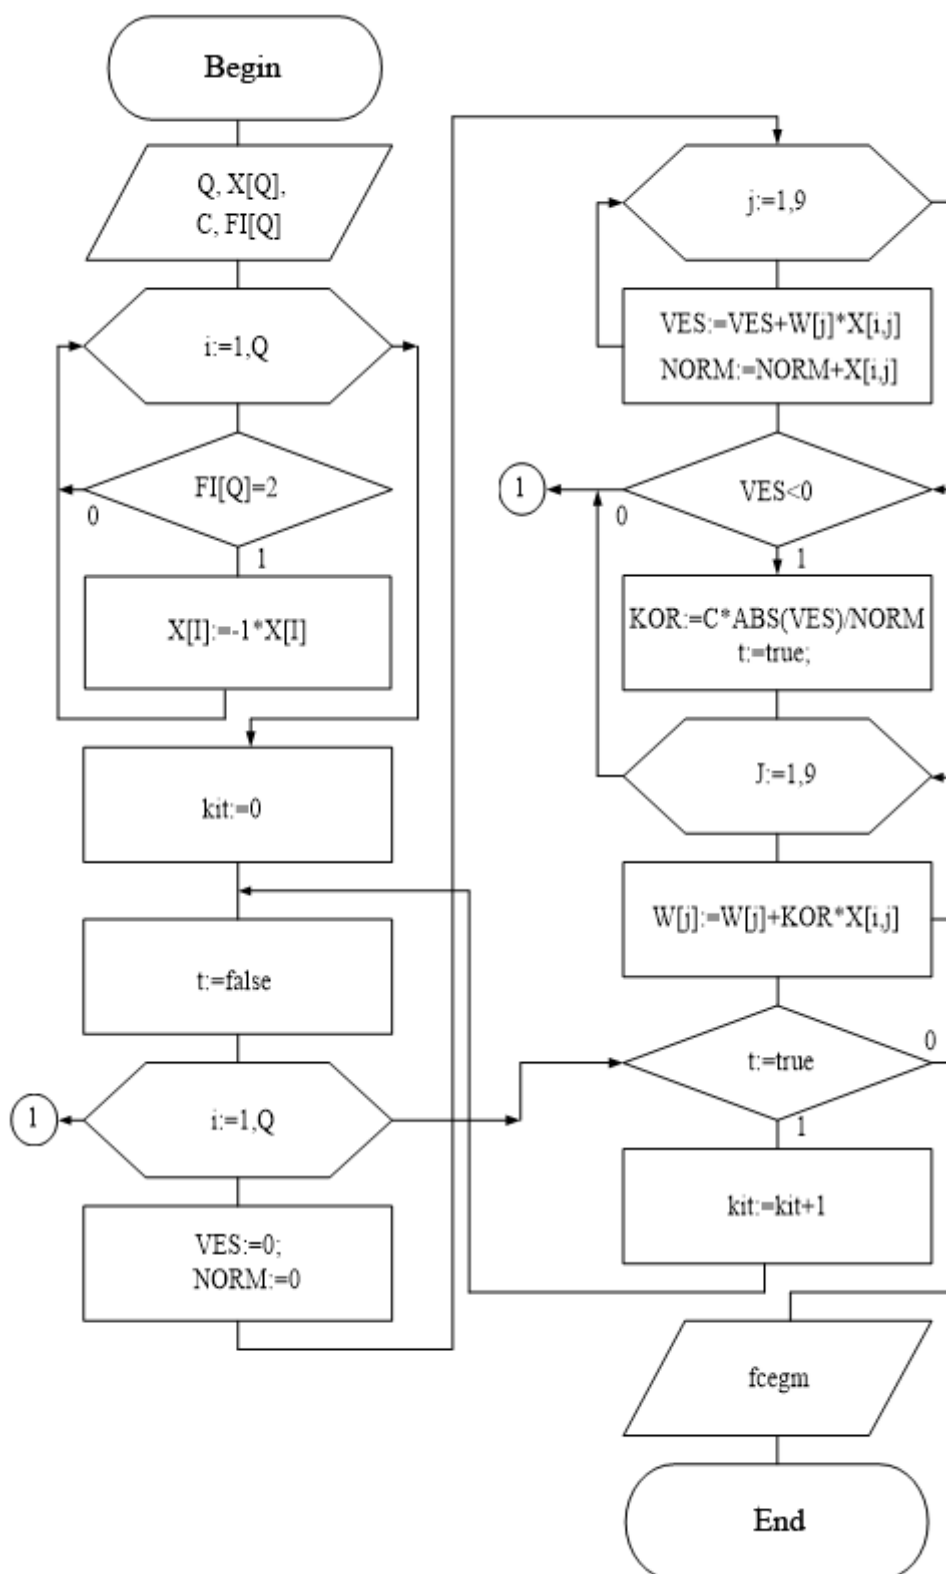 Begin
Q, X[Q],
C, FI[Q]
i:=1,Q
FI[Q]=2
0
1
X[I]:=-1*X[I]
kit:=0
t:=false
i:=1,Q
1
VES:=0;
NORM:=0
j:=1,9
VES:=VES+W[j]*X[i,j]
NORM:=NORM+X[i,j]
VES<0
1
0
1
KOR:=C*ABS(VES)/NORM
t:=true;
J:=1,9
W[j]:=W[j]+KOR*X[i,j]
t:=true
0
1
kit:=kit+1
fcegm
End